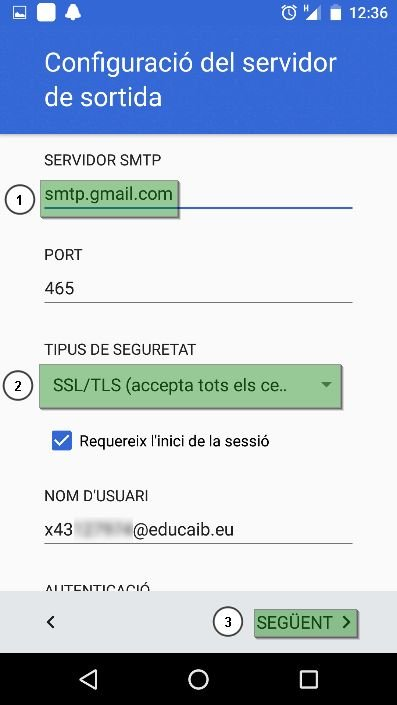 H 12:36
Configuració del servidor
de sortida
SERVIDOR SMTP
1 smtp.gmail.com
PORT
465
TIPUS DE SEGURETAT
2 SSL/TLS (accepta tots els ce..
Requereix l'inici de la sessió
NOM D'USUARI
x43 @educaib.eu
AUTENTICACIÓ
3 SEGÜENT